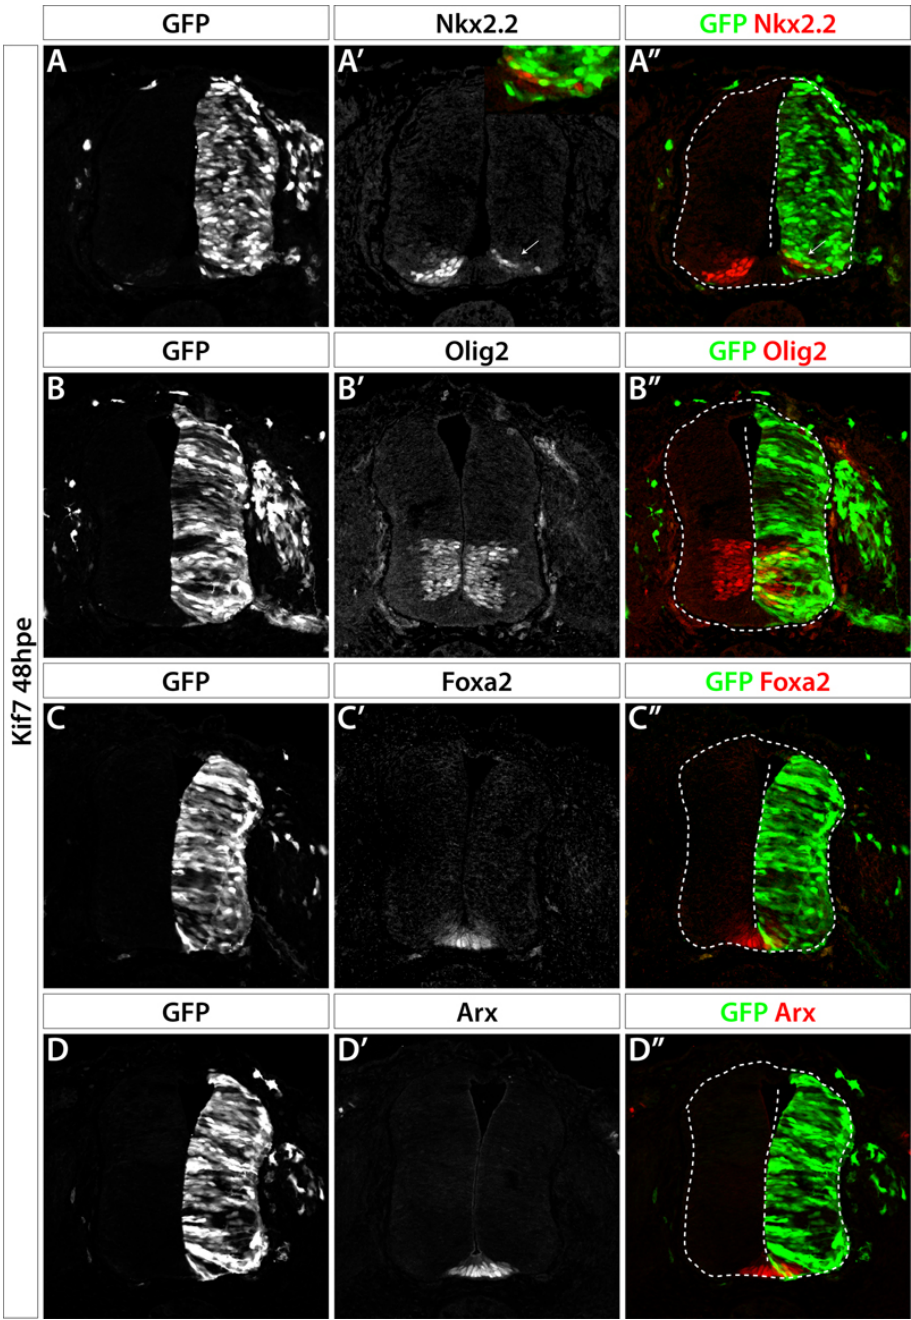 GFP Nkx2.2 GFP Nkx2.2
A A′ A″
GFP Olig2 GFP Olig2
B B′ B″
Kif7 48hpe
GFP Foxa2 GFP Foxa2
C C′ C″
GFP Arx GFP Arx
D D′ D″